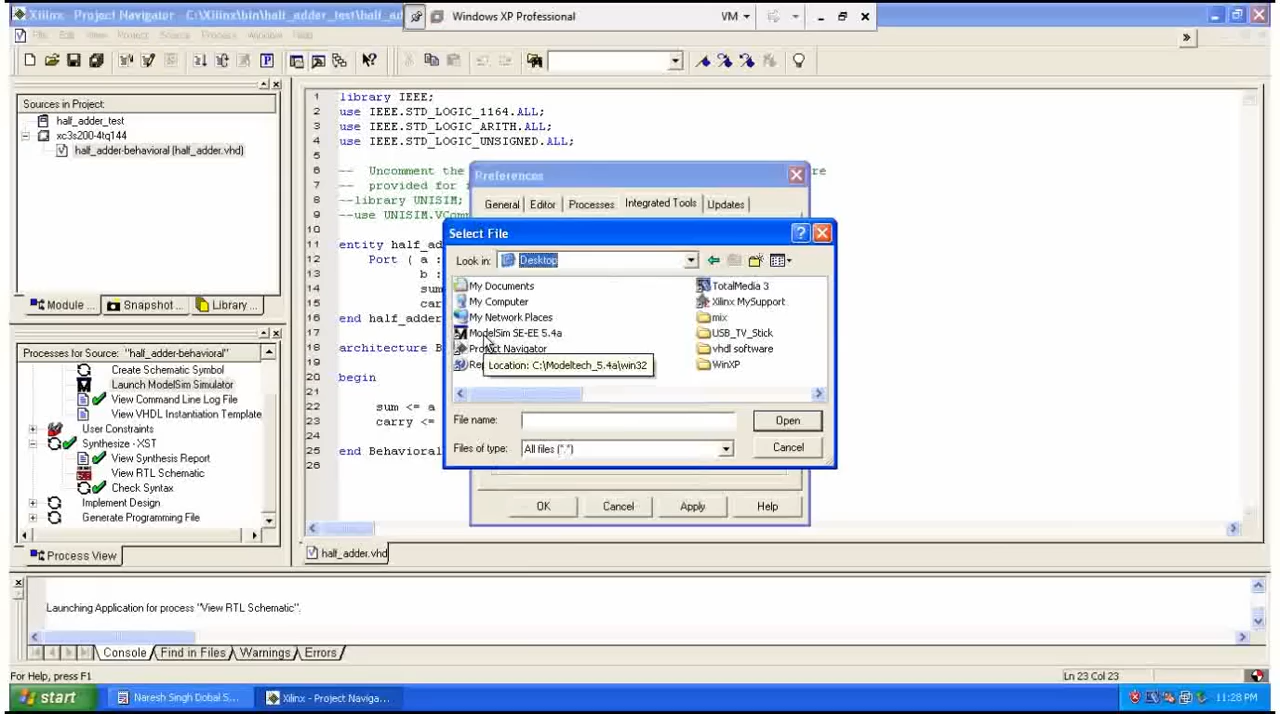 Xilinx - Project Navigator - C:\Xilinx\bin\half_adder_test\half_ad
Windows XP Professional
VM
File Edit View Project Source Process
Sources in Project:
half_adder_test
xc3s200-4tq144
half_adder-behavioral (half_adder.vhd)
Module ...
Snapshot...
Library ...
Processes for Source: "half_adder-behavioral"
Create Schematic Symbol
Launch ModelSim Simulator
View Command Line Log File
View VHDL Instantiation Template
User Constraints
Synthesize - XST
View Synthesis Report
View RTL Schematic
Check Syntax
Implement Design
Generate Programming File
Process View
1 library IEEE;
2 use IEEE.STD_LOGIC_1164.ALL;
3 use IEEE.STD_LOGIC_ARITH.ALL;
4 use IEEE.STD_LOGIC_UNSIGNED.ALL;
5
6 -- Uncomment the re
7 -- provided for
8 --library UNISIM;
9 --use UNISIM.VCom
10
11 entity half_ad
12 Port ( a :
13 b :
14 sum
15 car
16 end half_adder
17
18 architecture B
19
20 begin
22 sum <= a
23 carry <=
24
25 end Behavioral
26
half_adder.vhd
Preferences
General Editor Processes Integrated Tools Updates
Select File
Look in: Desktop
My Documents
My Computer
My Network Places
ModelSim SE-EE 5.4a
Project Navigator
Location: C:\Modeltech_5.4a\win32
TotalMedia 3
Xilinx MySupport
mix
USB_TV_Stick
vhdl software
WinXP
File name:
Open
Files of type: All files (*.*)
Cancel
OK Cancel Apply Help
Launching Application for process "View RTL Schematic".
Console Find in Files Warnings Errors
For Help, press F1
Ln 23 Col 23
start
Naresh Singh Dobal S...
Xilinx - Project Naviga...
11:28 PM